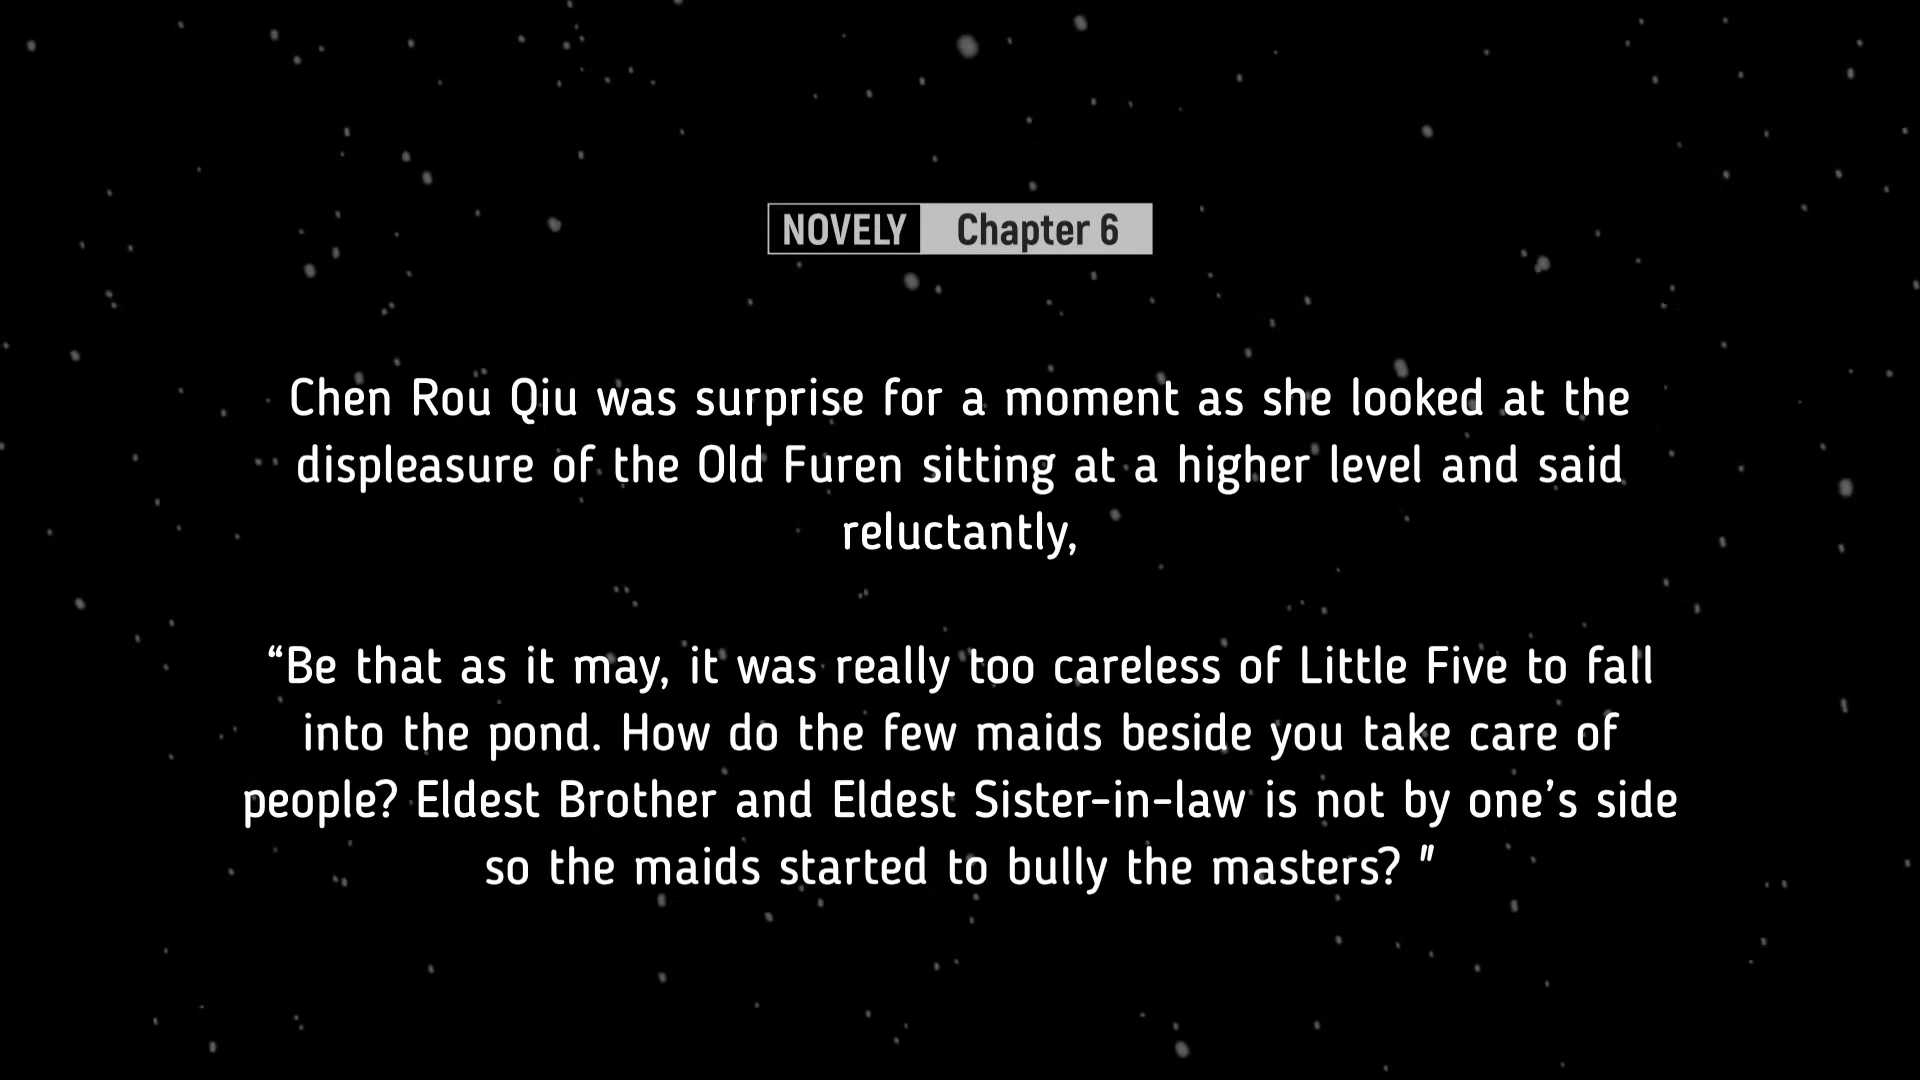 NOVELY Chapter 6
Chen Rou Qiu was surprise for a moment as she looked at the
displeasure of the Old Furen sitting at a higher level and said
reluctantly,
“Be that as it may, it was really too careless of Little Five to fall
into the pond. How do the few maids beside you take care of
people? Eldest Brother and Eldest Sister-in-law is not by one’s side
so the maids started to bully the masters? "